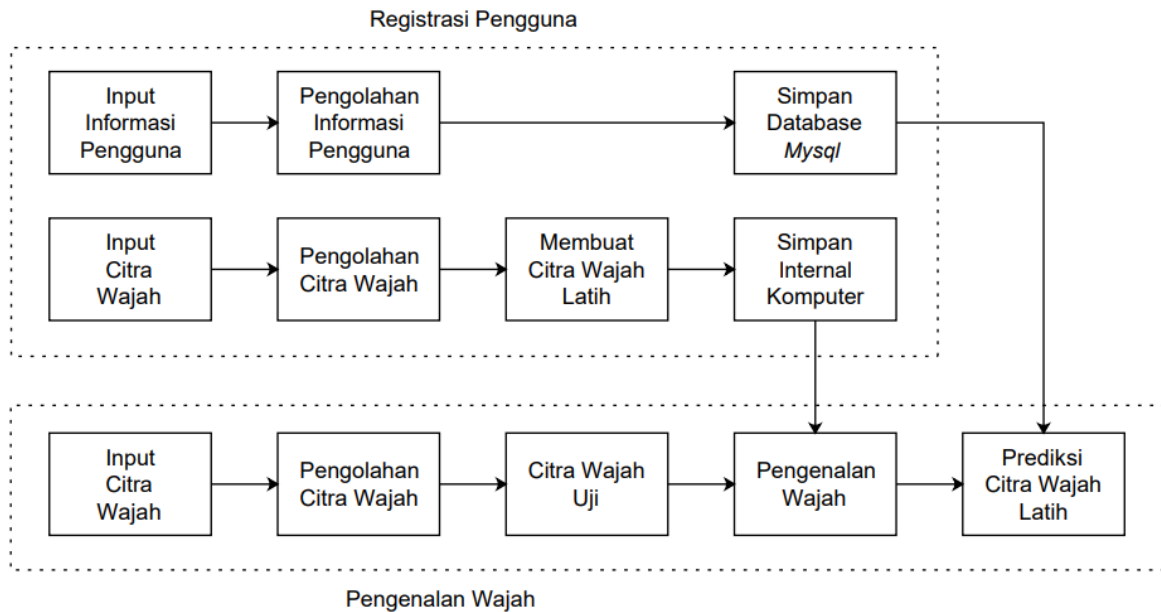 Registrasi Pengguna
Input
Informasi
Pengguna
Pengolahan
Informasi
Pengguna
Simpan
Database
Mysql
Input
Citra
Wajah
Pengolahan
Citra Wajah
Membuat
Citra Wajah
Latih
Simpan
Internal
Komputer
Input
Citra
Wajah
Pengolahan
Citra Wajah
Citra Wajah
Uji
Pengenalan
Wajah
Prediksi
Citra Wajah
Latih
Pengenalan Wajah